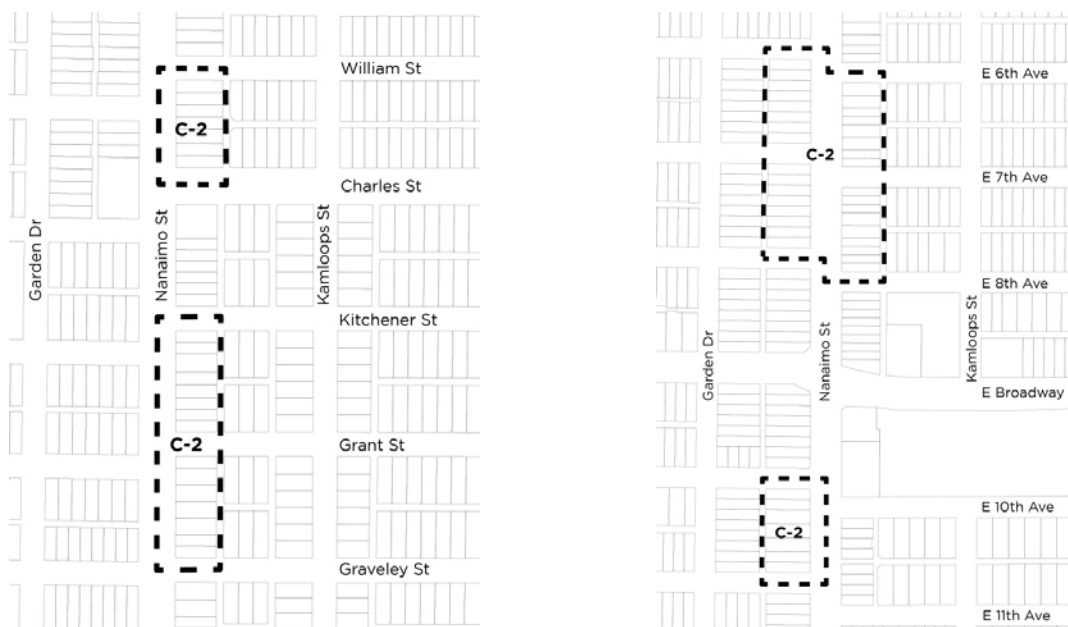 William St
C-2
Charles St
Garden Dr
Nanaimo St
Kamloops St
Kitchener St
C-2
Grant St
Graveley St
E 6th Ave
C-2
E 7th Ave
E 8th Ave
Garden Dr
Nanaimo St
Kamloops St
E Broadway
E 10th Ave
C-2
E 11th Ave